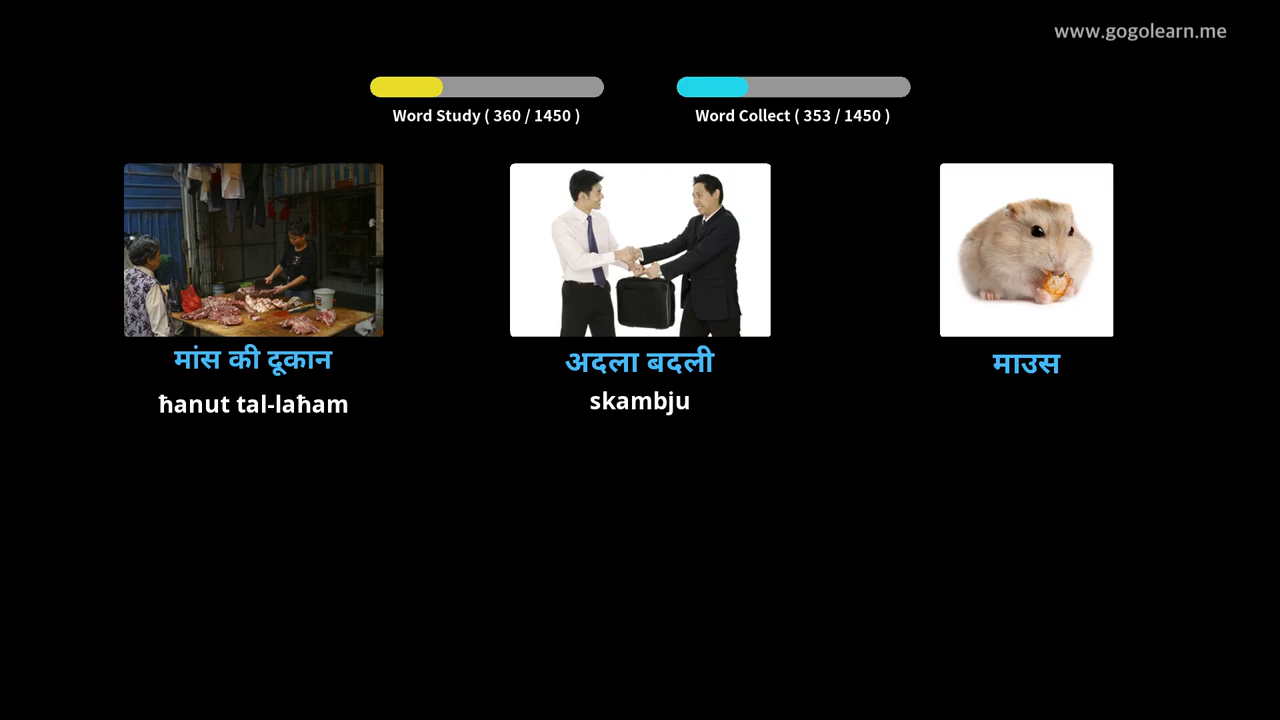 www.gogolearn.me
Word Study ( 360 / 1450 )
Word Collect ( 353 / 1450 )
मांस की दूकान
अदला बदली
माउस
ħanut tal-laħam
skambju